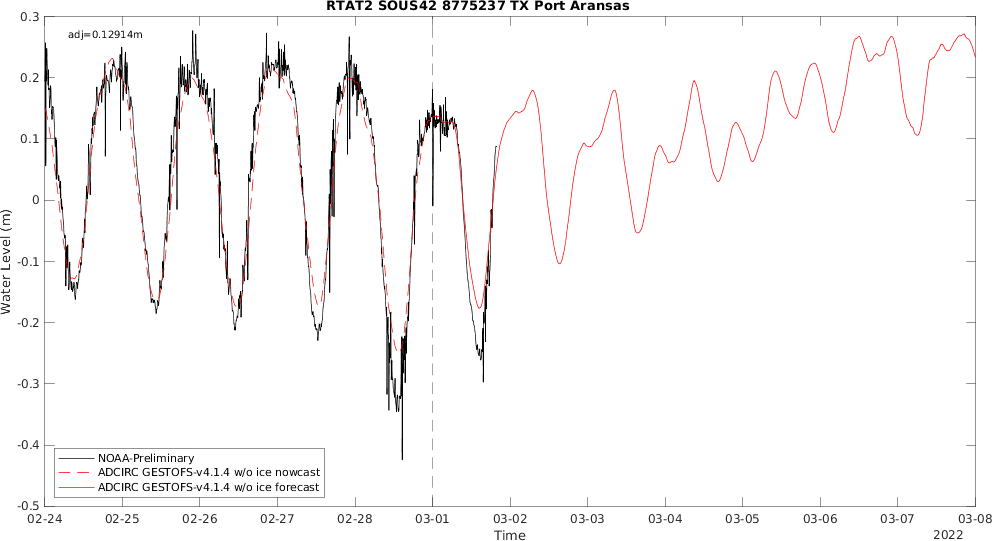 RTAT2 SOUS42 8775237 TX Port Aransas
adj=0.12914m
0.3
0.2
0.1
0
-0.1
-0.2
-0.3
-0.4
-0.5
Water Level (m)
NOAA-Preliminary
ADCIRC GESTOFS-v4.1.4 w/o ice nowcast
ADCIRC GESTOFS-v4.1.4 w/o ice forecast
02-24 02-25 02-26 02-27 02-28 03-01 03-02 03-03 03-04 03-05 03-06 03-07 03-08
Time
2022